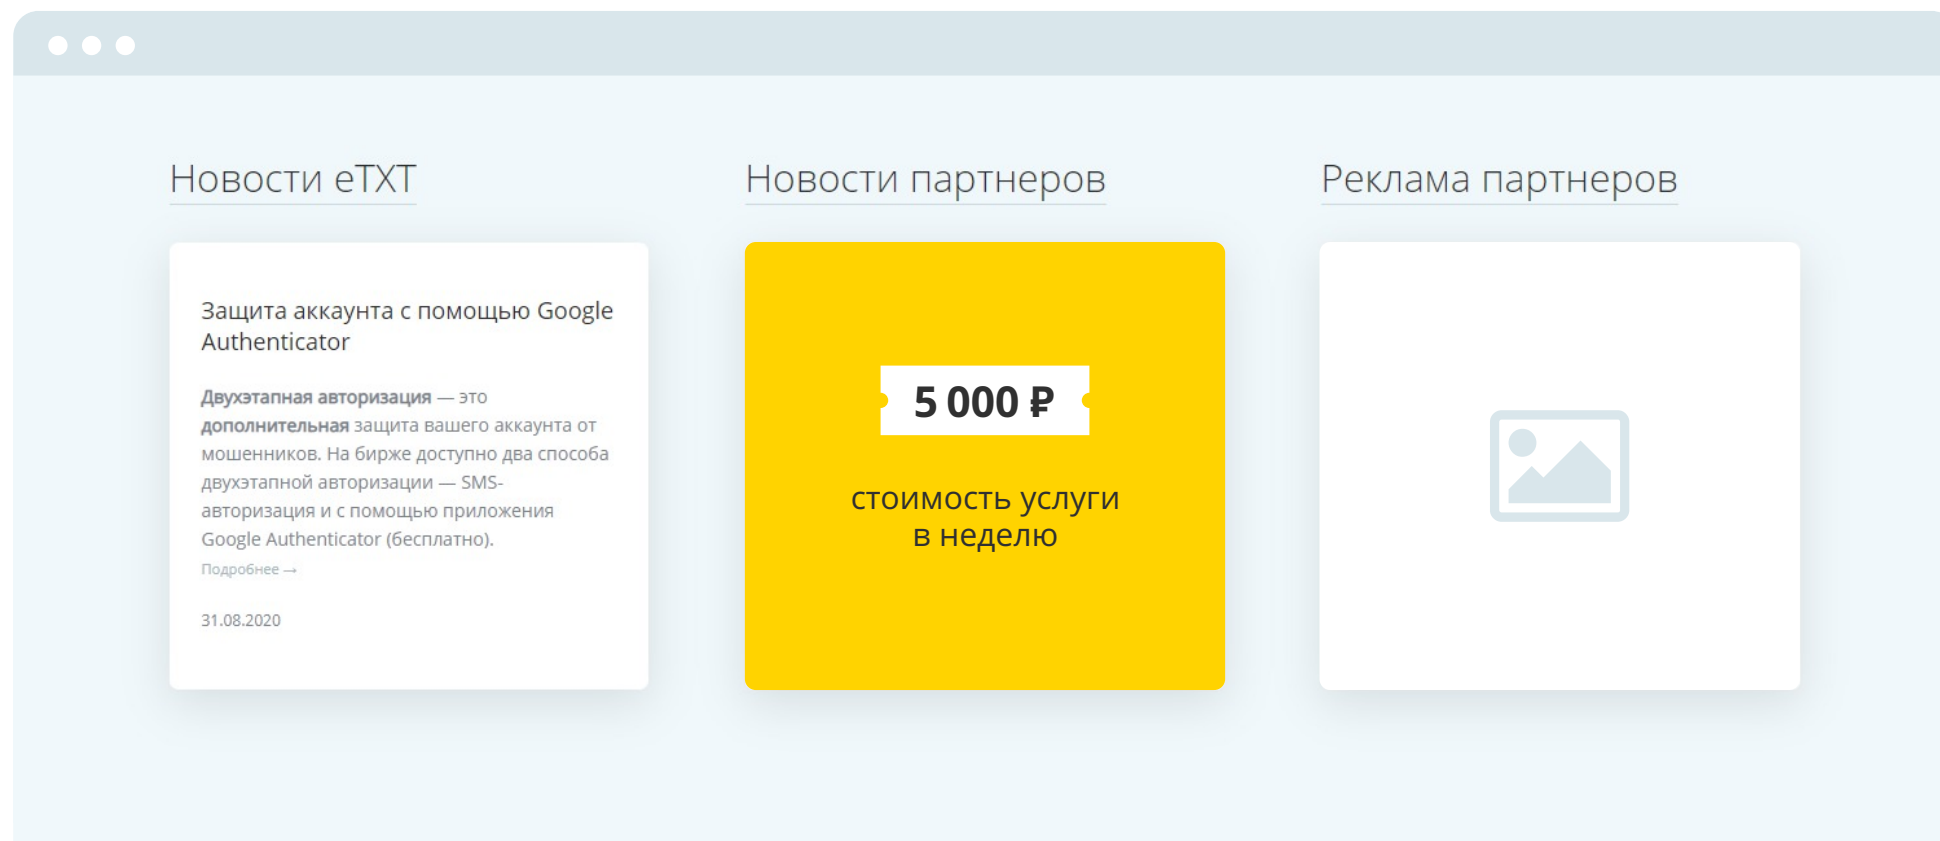 Новости eTXT
Новости партнеров
Реклама партнеров
Защита аккаунта с помощью Google
Authenticator
Двухэтапная авторизация — это
дополнительная защита вашего аккаунта от
мошенников. На бирже доступно два способа
двухэтапной авторизации — SMS-
авторизация и с помощью приложения
Google Authenticator (бесплатно).
Подробнее →
31.08.2020
5 000 ₽
стоимость услуги
в неделю